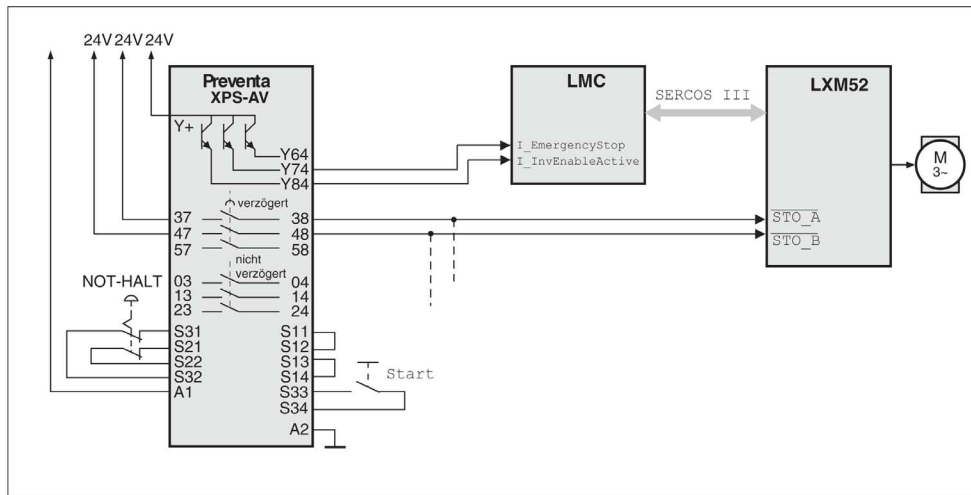 24V 24V 24V
Preventa
XPS-AV
Y+
Y64
Y74
Y84
verzögert
37 38
47 48
57 58
nicht
verzögert
03 04
13 14
23 24
NOT-HALT
S31 S11
S21 S12
S22 S13
S32 S14
A1 S33
S34
A2
Start
LMC
I_EmergencyStop
I_InvEnableActive
SERCOS III
LXM52
STO_A
STO_B
M
3~